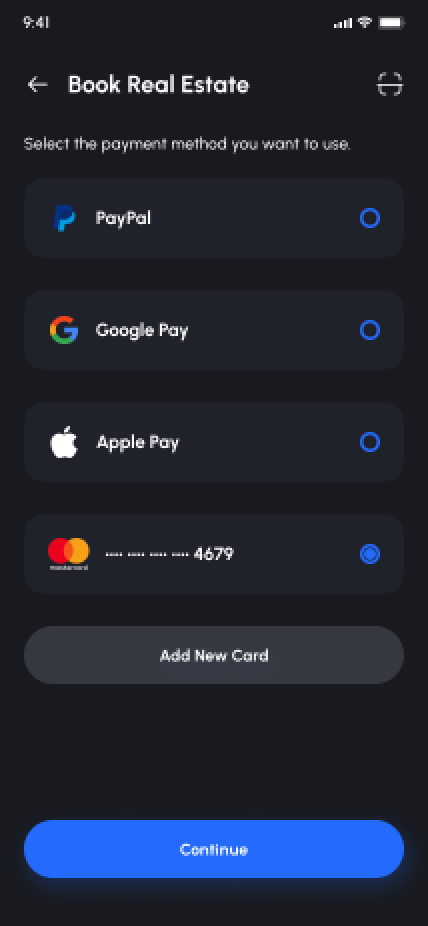 9:41
Book Real Estate
Select the payment method you want to use.
PayPal
Google Pay
Apple Pay
mastercard
···· ···· ···· ···· 4679
Add New Card
Continue